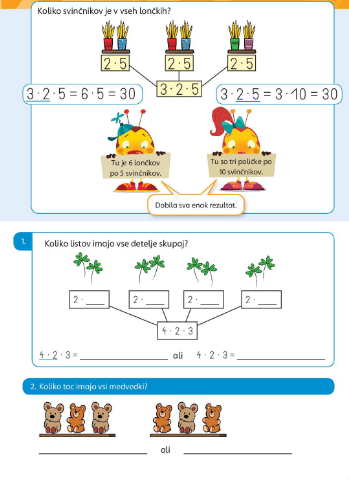 Koliko svinčnikov je v vseh lončkih?
2 · 5 2 · 5 2 · 5
3 · 2 · 5
3 · 2 · 5 = 6 · 5 = 30 3 · 2 · 5 = 3 · 10 = 30
Tu je 6 lončkov
po 5 svinčnikov.
Tu so tri poličke po
10 svinčnikov.
Dobila sva enak rezultat.
1.
Koliko listov imajo vse detelje skupaj?
2 · ____ 2 · ____ 2 · ____ 2 · ____
4 · 2 · 3
4 · 2 · 3 = ____ ali 4 · 2 · 3 = ____
2. Koliko tac imajo vsi medvedki?
____ ali ____